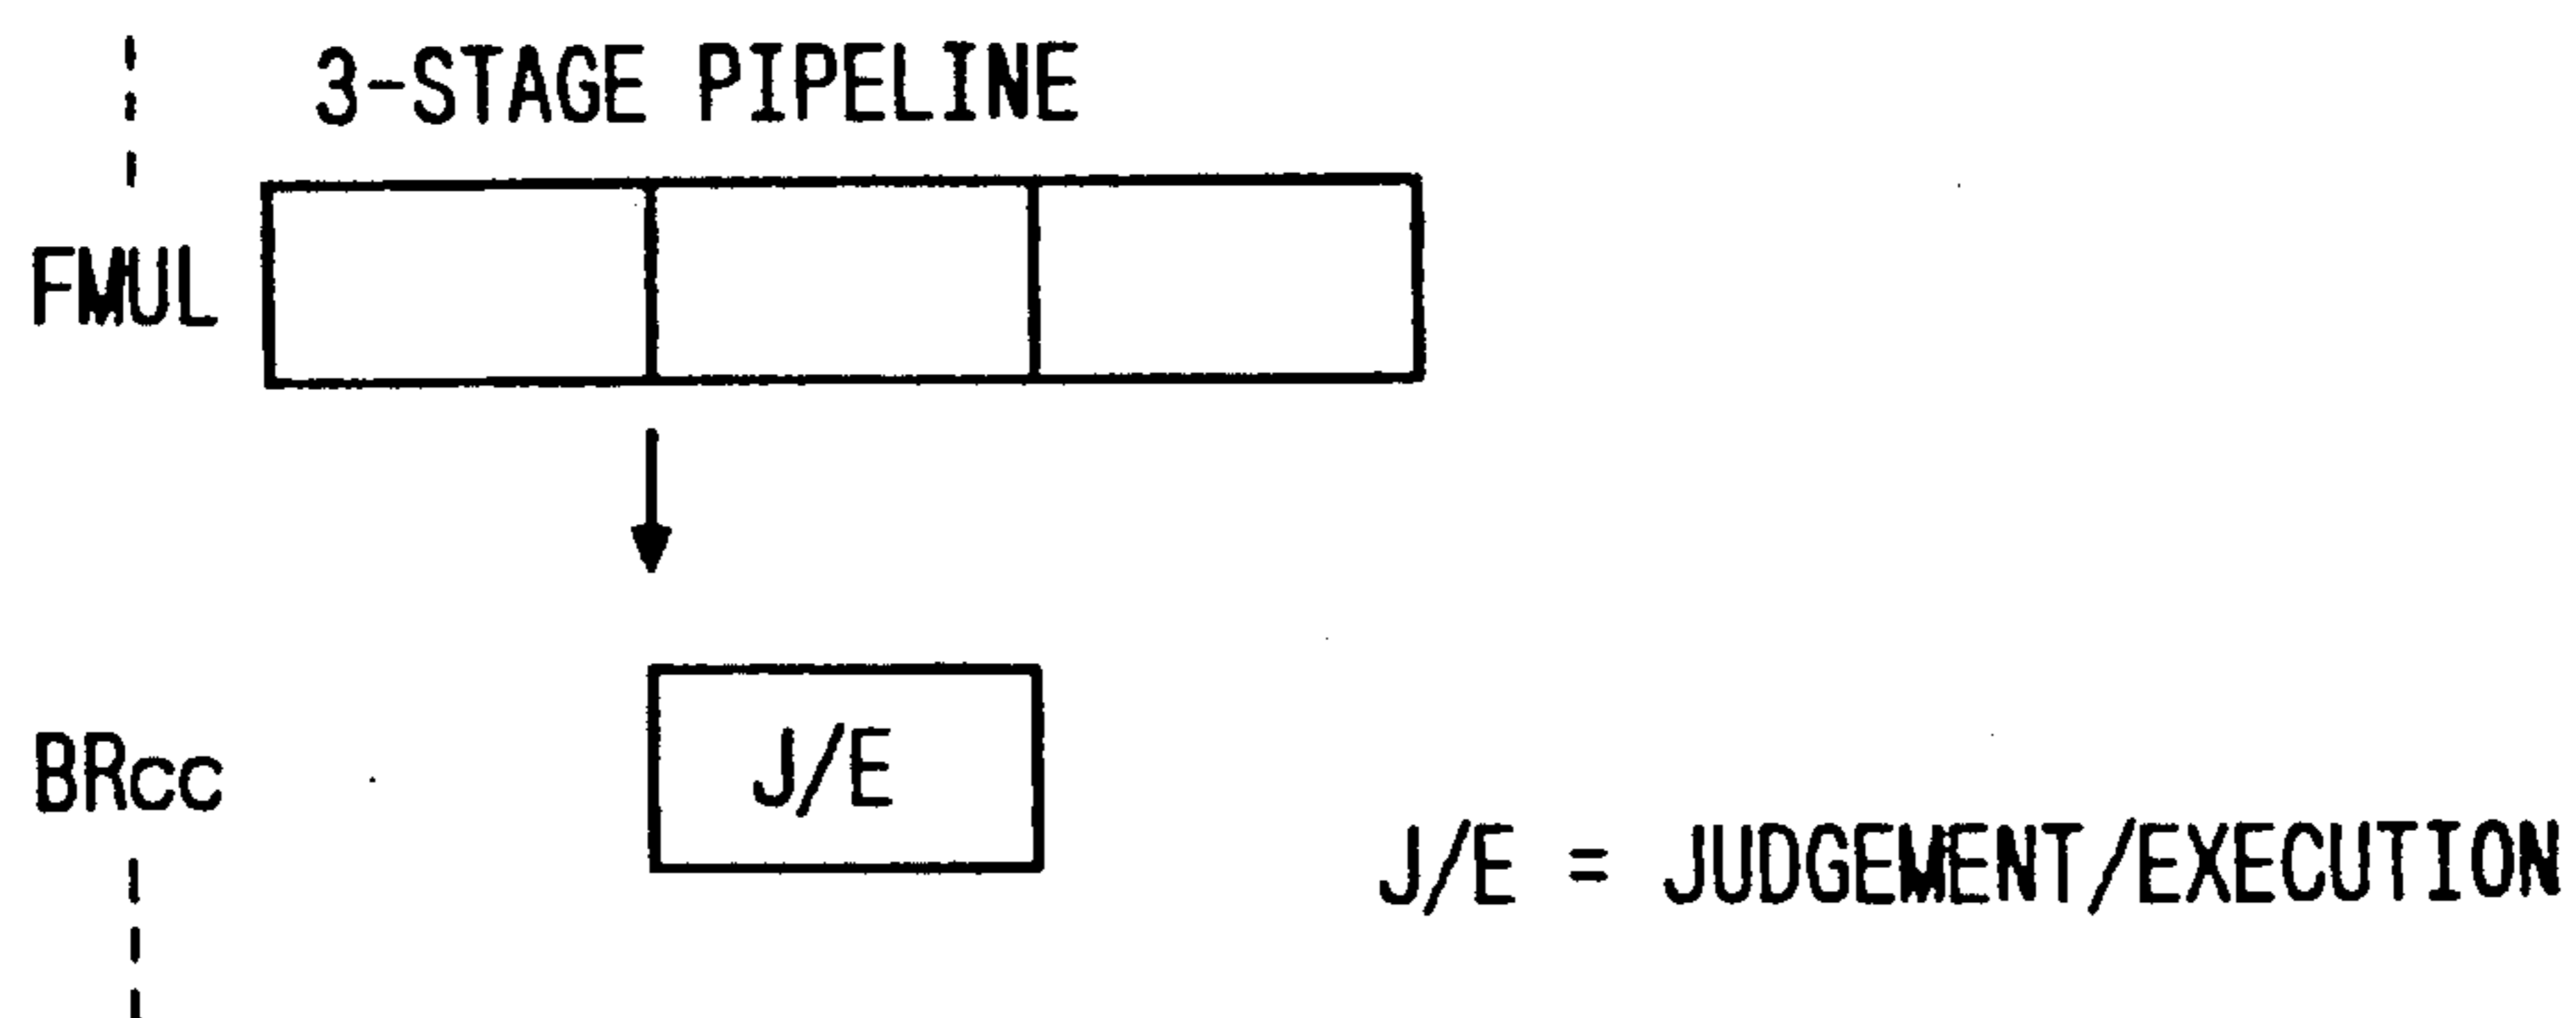 3-STAGE PIPELINE
FMUL
BRcc
J/E
J/E = JUDGEMENT/EXECUTION